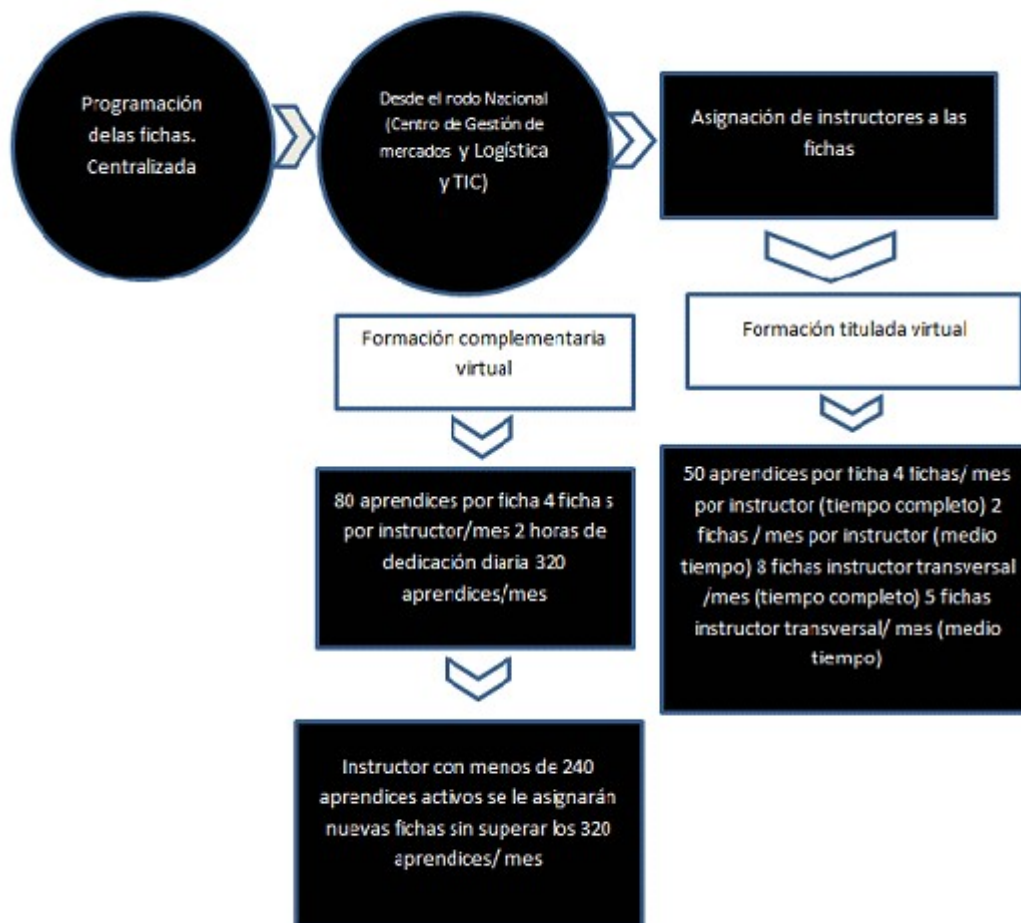 Programación
delas fichas.
Centralizada
Desde el rodo Nacional
(Centro de Gestión de
mercados y Logística
y TIC)
Asignación de instructores a las
fichas
Formación complementaria
virtual
Formación titulada virtual
80 aprendices por ficha 4 ficha s
por instructor/mes 2 horas de
dedicación diaria 320
aprendices/mes
50 aprendices por ficha 4 fichas/ mes
por instructor (tiempo completo) 2
fichas / mes por instructor (medio
tiempo) 8 fichas instructor transversal
/mes (tiempo completo) 5 fichas
instructor transversal/ mes (medio
tiempo)
Instructor con menos de 240
aprendices activos se le asignarán
nuevas fichas sin superar los 320
aprendices/ mes